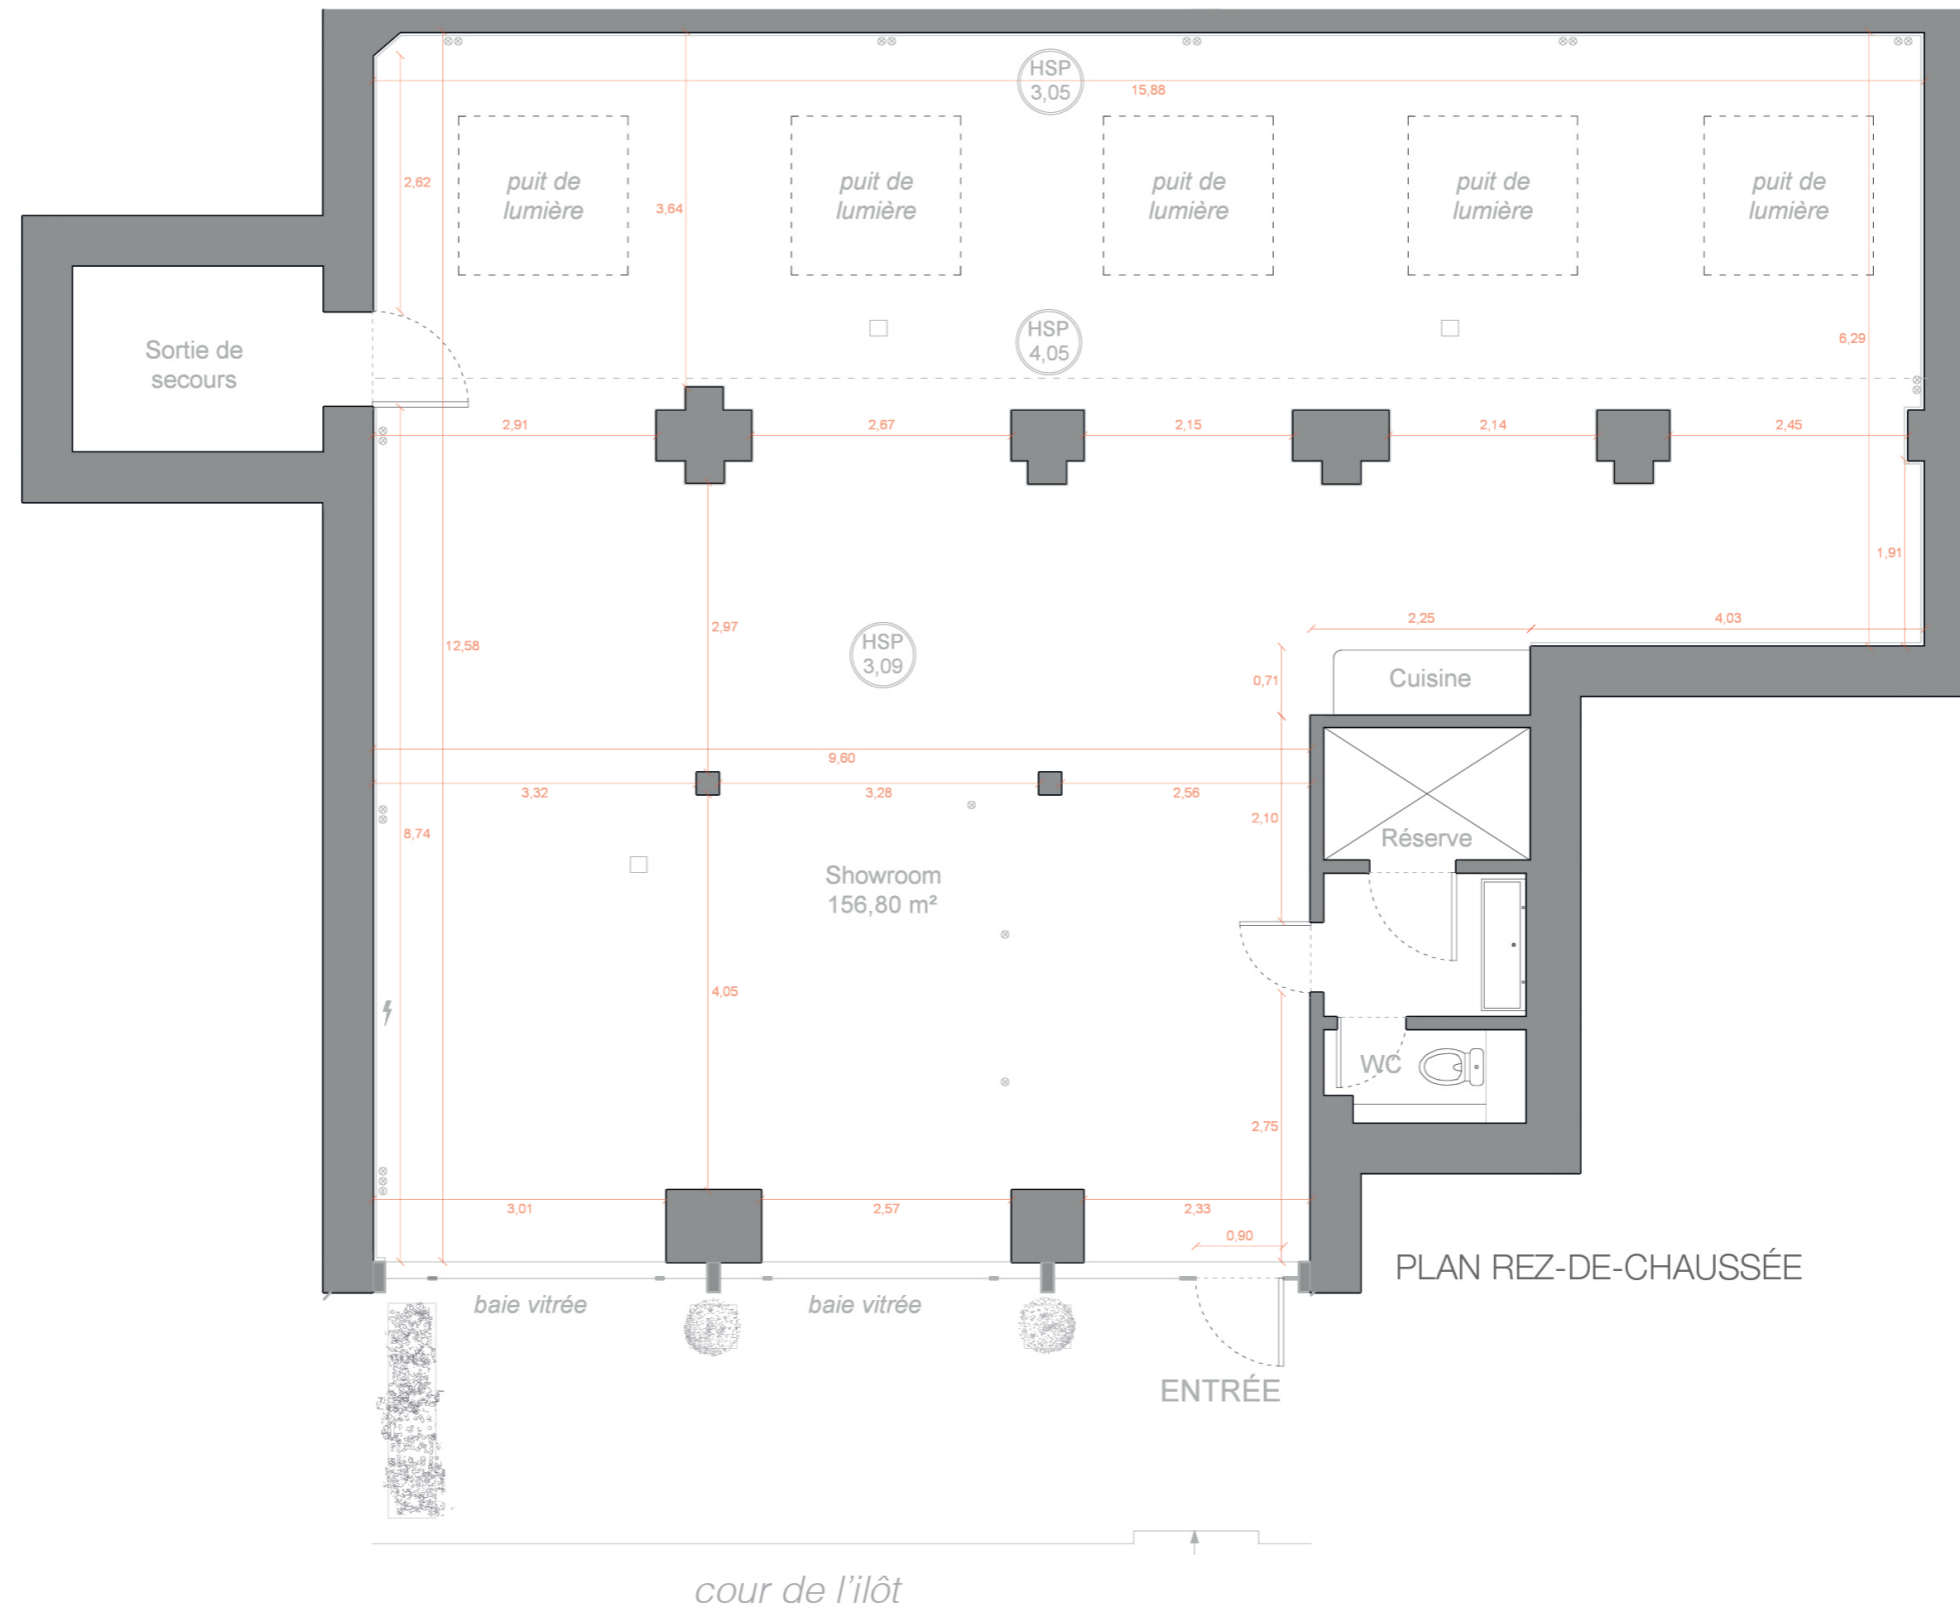 HSP
3,05
15,88
puit de
lumière
puit de
lumière
puit de
lumière
puit de
lumière
puit de
lumière
2,62
3,64
HSP
4,05
6,29
Sortie de
secours
2,91
2,67
2,15
2,14
2,45
1,91
2,97
12,58
HSP
3,09
2,25
4,03
0,71
Cuisine
9,60
3,32
3,28
2,56
2,10
8,74
Réserve
Showroom
156,80 m²
4,05
WC
2,75
3,01
2,57
2,33
0,90
PLAN REZ-DE-CHAUSSÉE
baie vitrée
baie vitrée
ENTRÉE
cour de l'ilôt